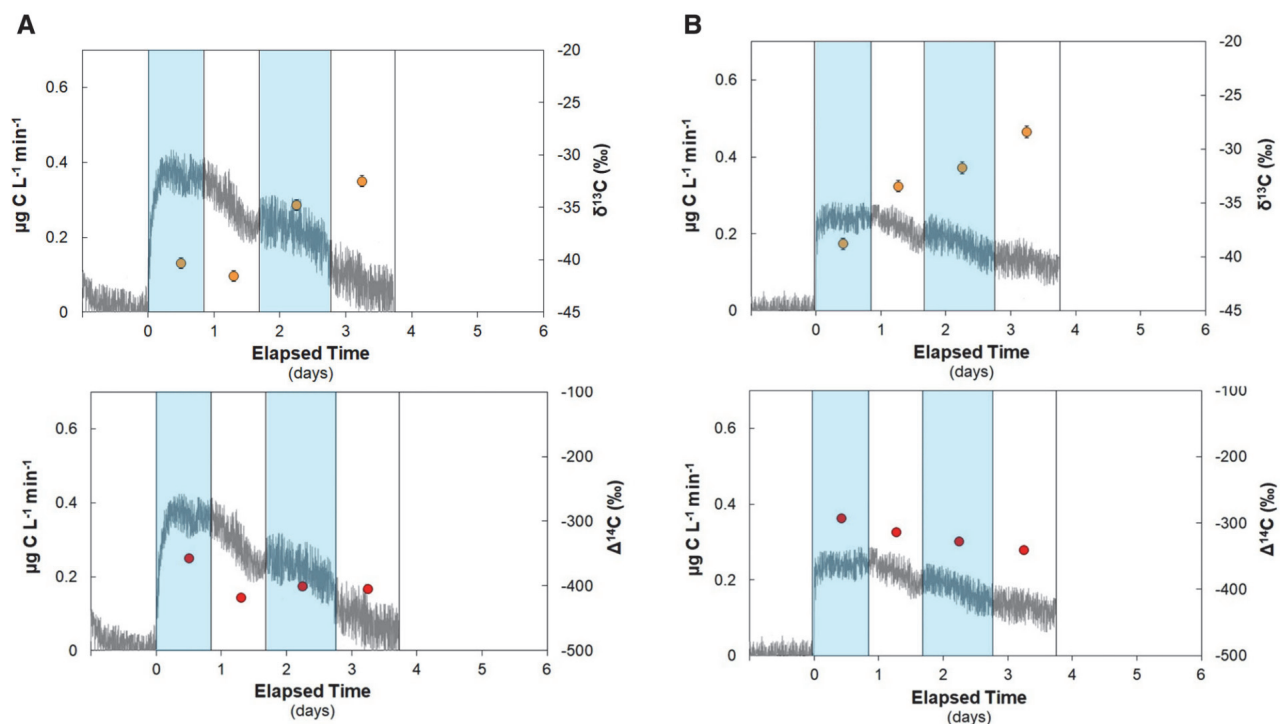 A
B
µg C L⁻¹ min⁻¹
0.6
0.4
0.2
0
-20
-25
-30
-35
-40
-45
δ¹³C (‰)
0 1 2 3 4 5 6
Elapsed Time
(days)
µg C L⁻¹ min⁻¹
0.6
0.4
0.2
0
-20
-25
-30
-35
-40
-45
δ¹³C (‰)
0 1 2 3 4 5 6
Elapsed Time
(days)
µg C L⁻¹ min⁻¹
0.6
0.4
0.2
0
-100
-200
-300
-400
-500
Δ¹⁴C (‰)
0 1 2 3 4 5 6
Elapsed Time
(days)
µg C L⁻¹ min⁻¹
0.6
0.4
0.2
0
-100
-200
-300
-400
-500
Δ¹⁴C (‰)
0 1 2 3 4 5 6
Elapsed Time
(days)